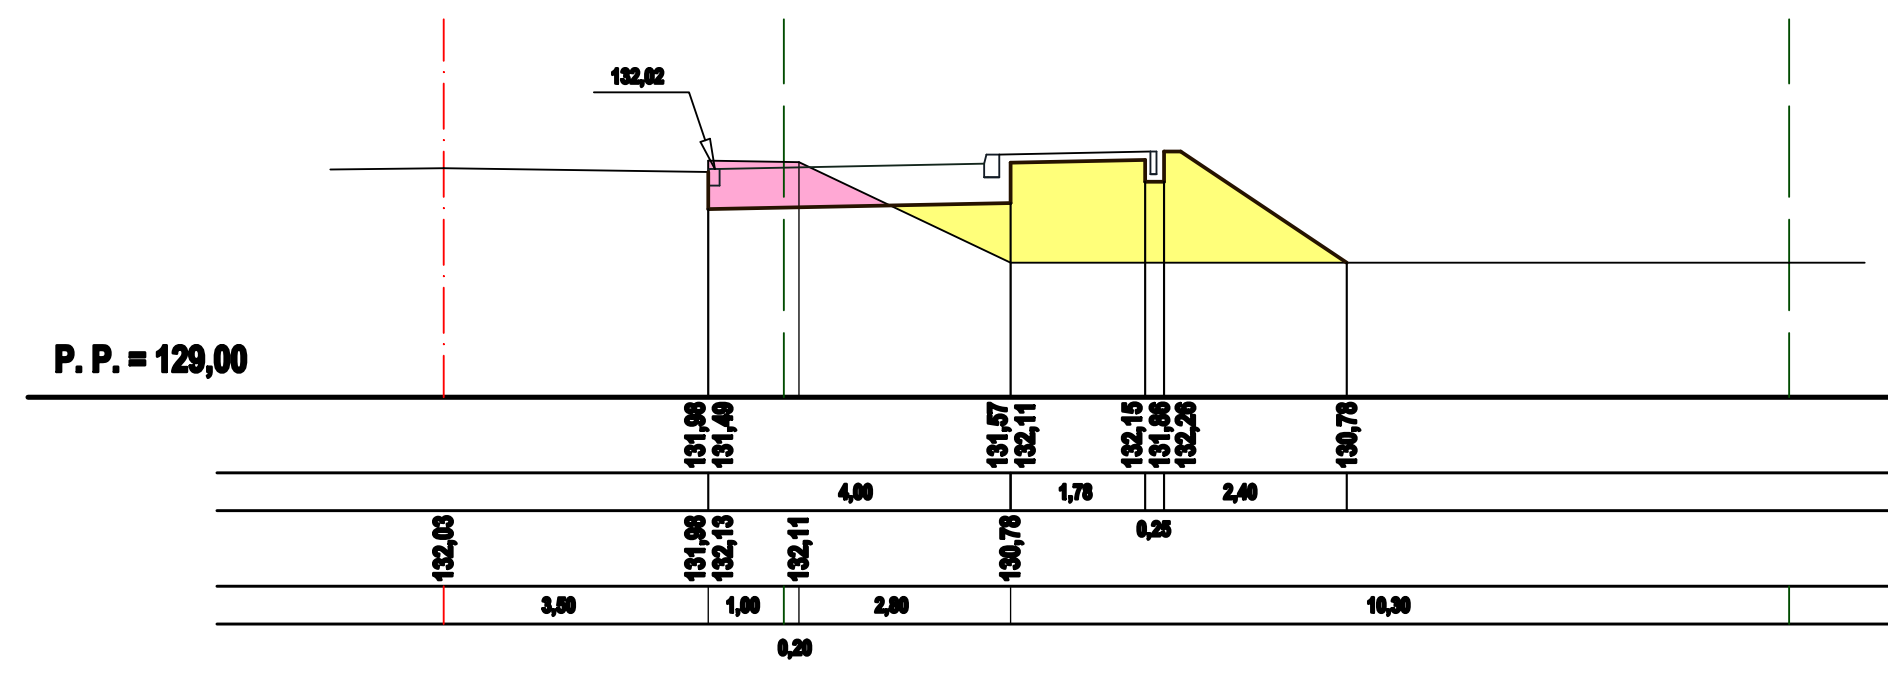 132,02
P. P. = 129,00
131,98 131,49 131,57 132,11 132,15 131,86 132,26 130,78
4,00 1,78 2,40
0,25
132,03 131,98 132,13 132,11 130,78
3,50 1,00 2,80 10,30
0,20